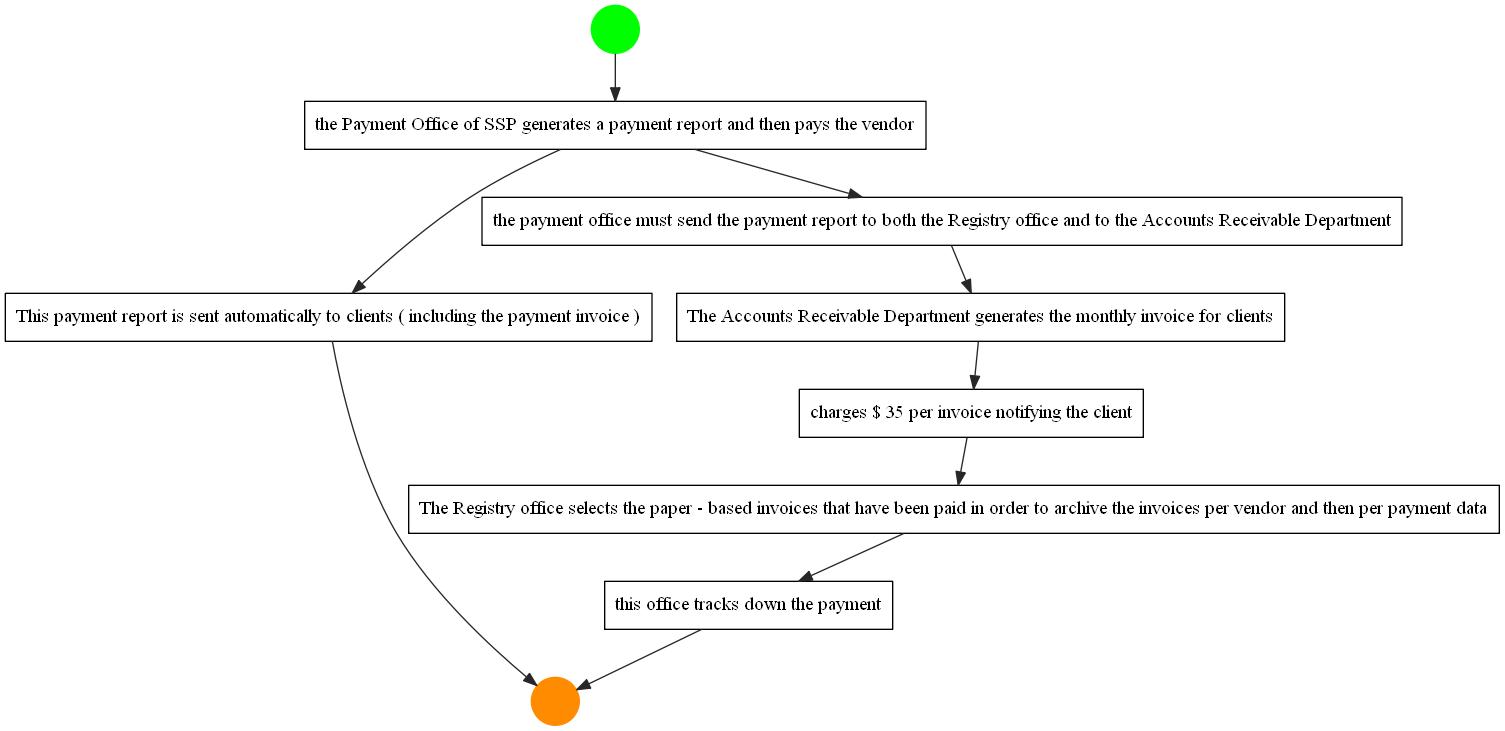 the Payment Office of SSP generates a payment report and then pays the vendor
the payment office must send the payment report to both the Registry office and to the Accounts Receivable Department
This payment report is sent automatically to clients ( including the payment invoice )
The Accounts Receivable Department generates the monthly invoice for clients
charges $ 35 per invoice notifying the client
The Registry office selects the paper - based invoices that have been paid in order to archive the invoices per vendor and then per payment data
this office tracks down the payment